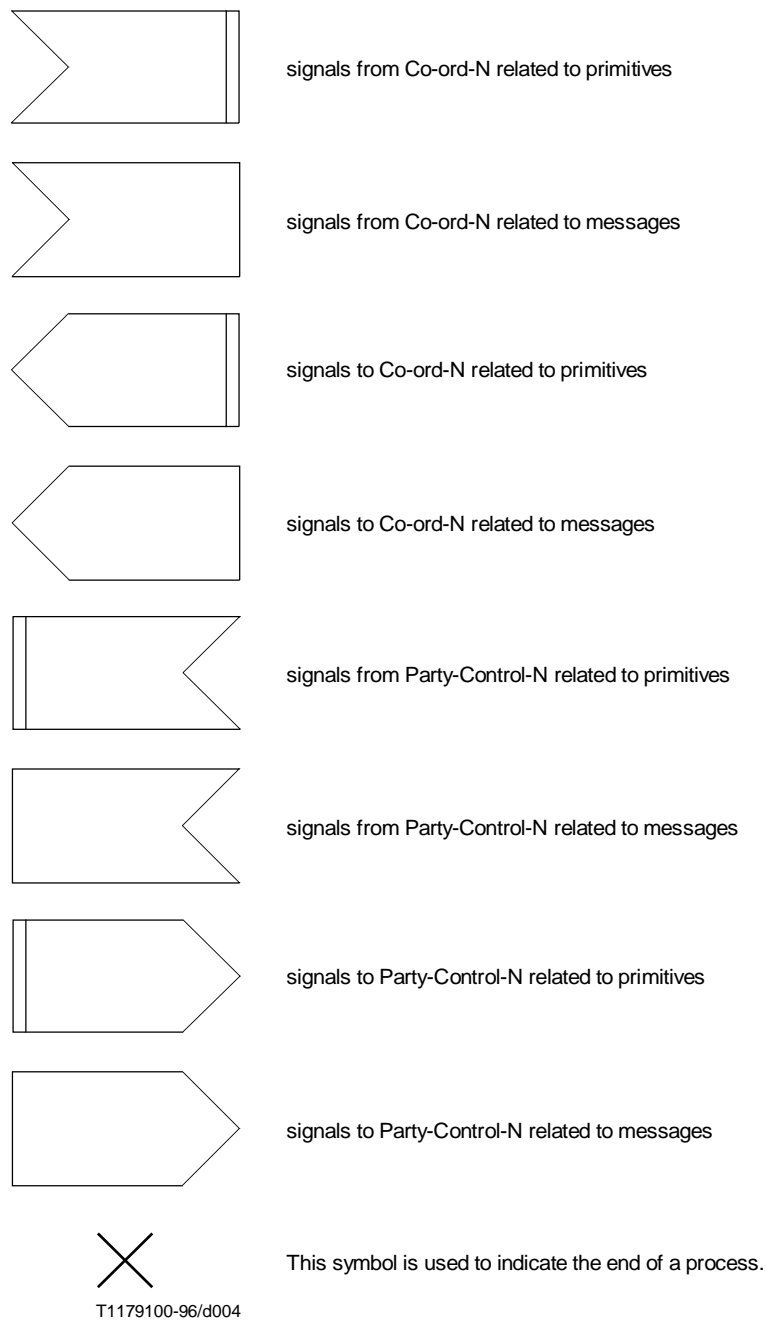 signals from Co-ord-N related to primitives
signals from Co-ord-N related to messages
signals to Co-ord-N related to primitives
signals to Co-ord-N related to messages
signals from Party-Control-N related to primitives
signals from Party-Control-N related to messages
signals to Party-Control-N related to primitives
signals to Party-Control-N related to messages
This symbol is used to indicate the end of a process.
T1179100-96/d004